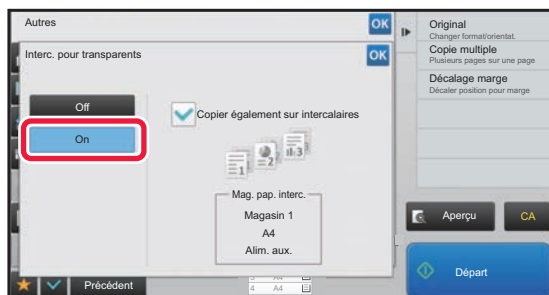 Autres
OK
Interc. pour transparents
OK
Off
On
Copier également sur intercalaires
1
2
3
Mag. pap. interc.
Magasin 1
A4
Alim. aux.
Précédent
3 A4
4 A4
Original
Changer format/orientat.
Copie multiple
Plusieurs pages sur une page
Décalage marge
Décaler position pour marge
Aperçu
CA
Départ